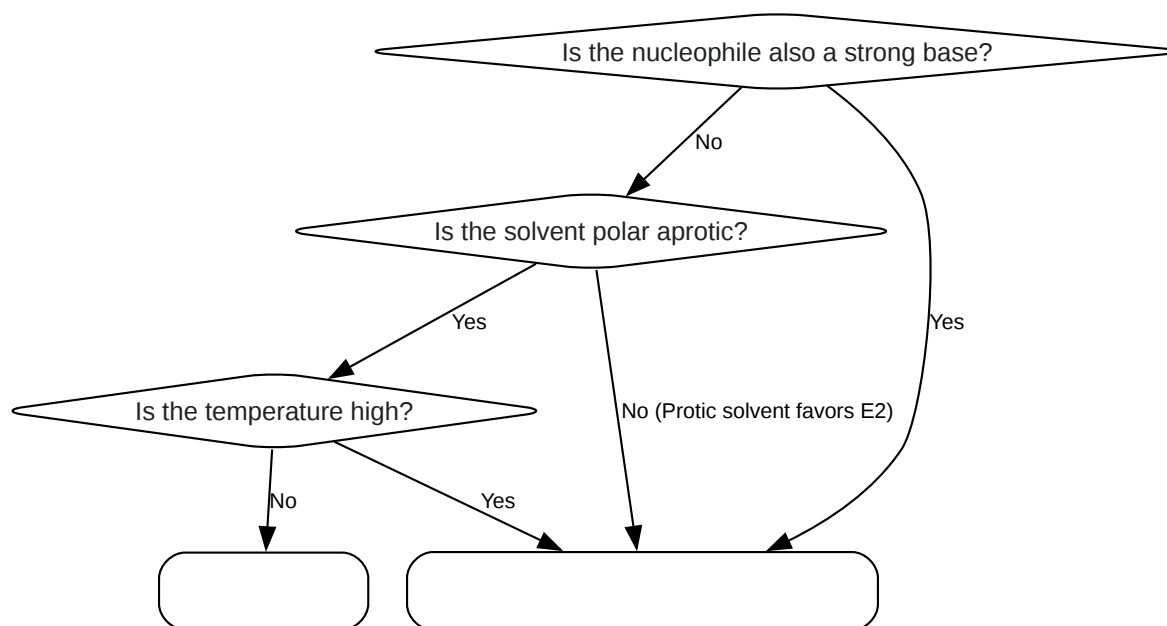 Is the nucleophile also a strong base?
No
Is the solvent polar aprotic?
Yes
Yes
Is the temperature high?
No (Protic solvent favors E2)
No
Yes